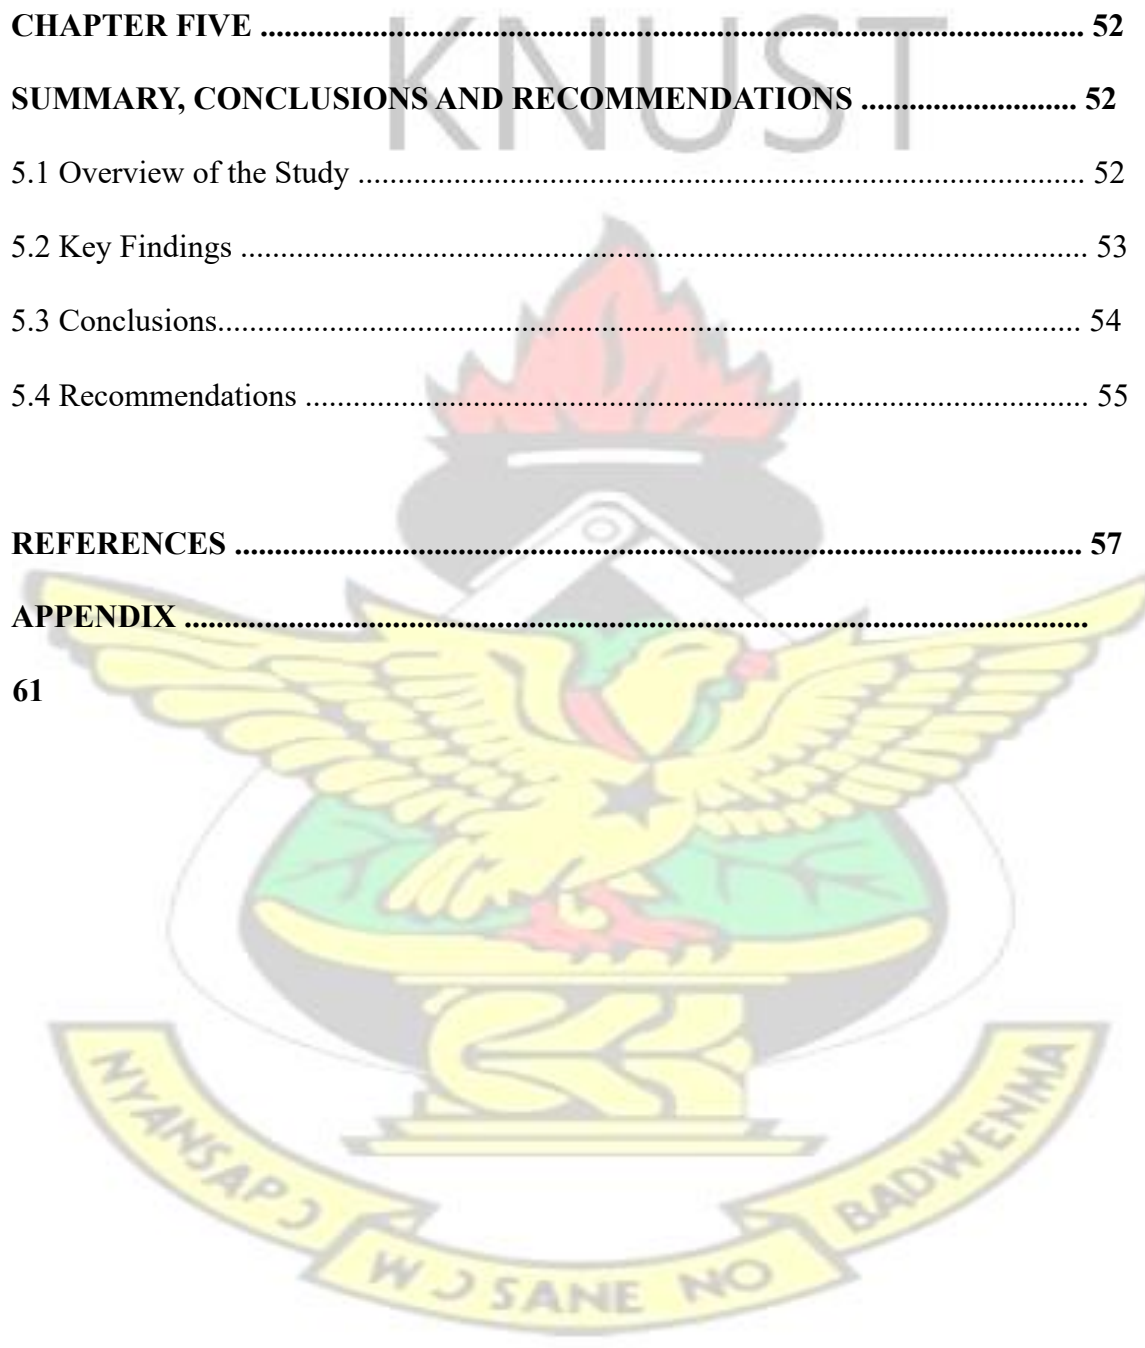 KNUST
CHAPTER FIVE ........................................................................................................ 52
SUMMARY, CONCLUSIONS AND RECOMMENDATIONS ........................... 52
5.1 Overview of the Study ............................................................................................ 52
5.2 Key Findings ........................................................................................................... 53
5.3 Conclusions............................................................................................................. 54
5.4 Recommendations ................................................................................................... 55
REFERENCES ........................................................................................................... 57
APPENDIX ..................................................................................................................
61
NYANSAPƆ
WƆSANE NO
BADWENMA